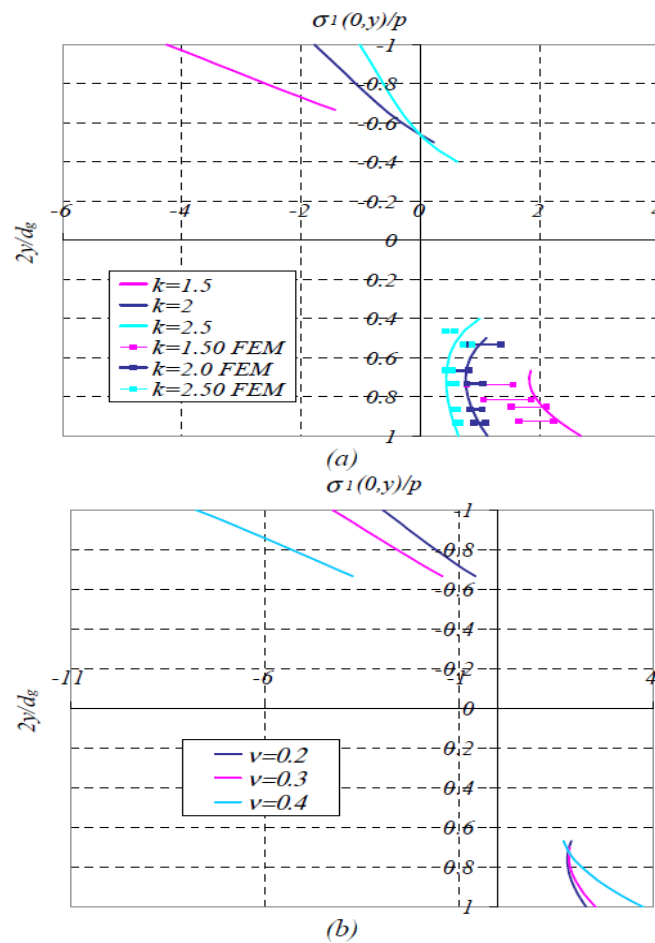 σ1(0,y)/p
-1
-0.8
-0.6
-0.4
-0.2
-6 -4 -2 0 2 4
0
0.2
0.4
0.6
0.8
1
2y/dg
k=1.5
k=2
k=2.5
k=1.50 FEM
k=2.0 FEM
k=2.50 FEM
(a)
σ1(0,y)/p
-1
-0.8
-0.6
-0.4
-0.2
-11 -6 -1 4
0
0.2
0.4
0.6
0.8
1
2y/dg
ν=0.2
ν=0.3
ν=0.4
(b)